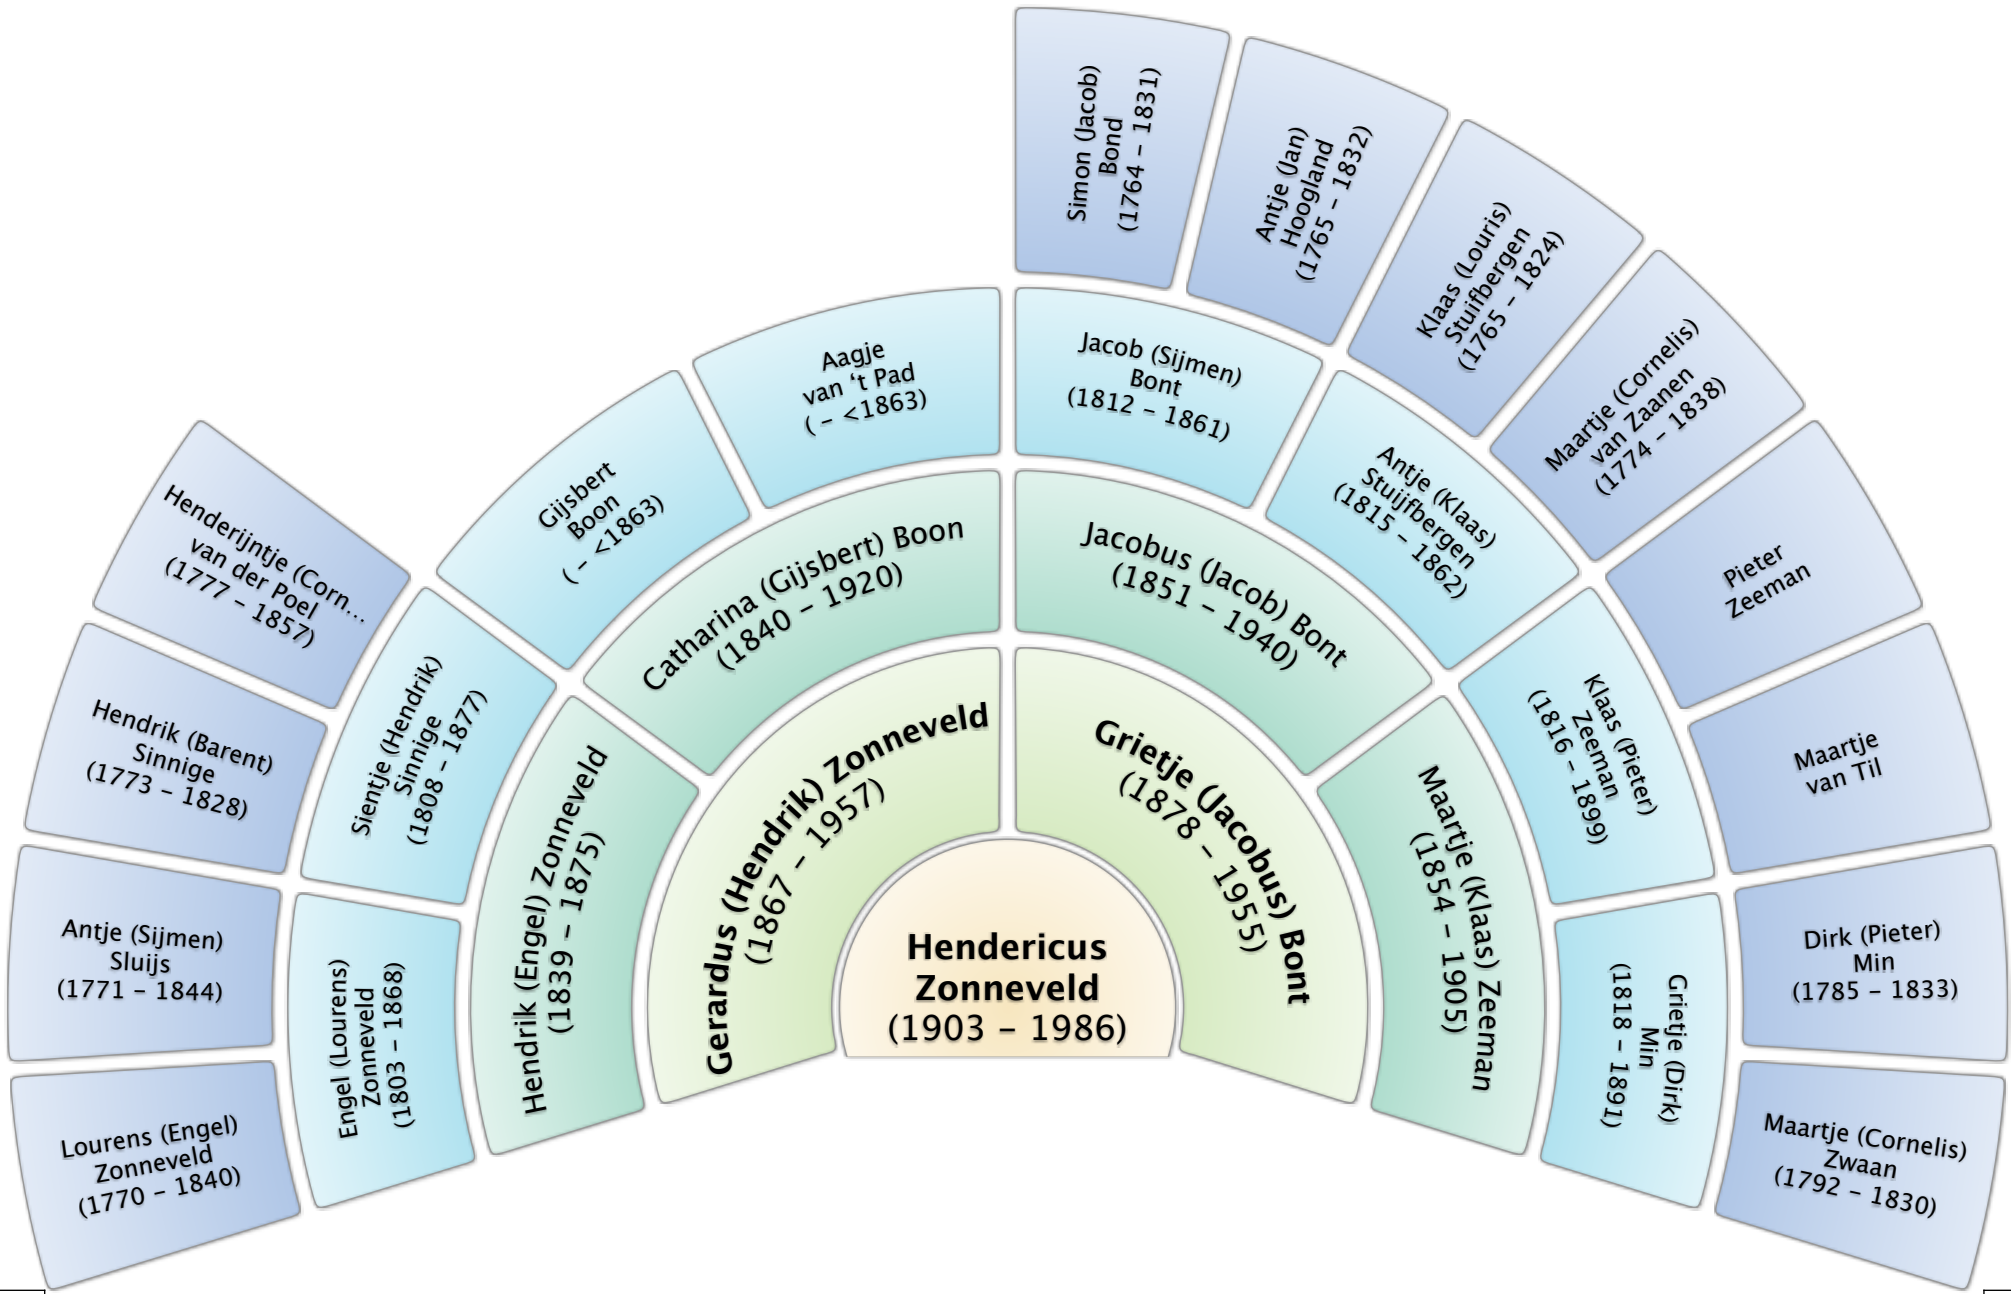 Simon (Jacob)
Bond
(1764 – 1831)
Antje (Jan)
Hoogland
(1765 – 1832)
Klaas (Louris)
Stuifbergen
(1765 – 1824)
Maartje (Cornelis)
van Zaanen
(1774 – 1838)
Pieter
Zeeman
Maartje
van Til
Dirk (Pieter)
Min
(1785 – 1833)
Maartje (Cornelis)
Zwaan
(1792 – 1830)
Henderijntje (Corn...
van der Poel
(1777 – 1857)
Hendrik (Barent)
Sinnige
(1773 – 1828)
Antje (Sijmen)
Sluijs
(1771 – 1844)
Lourens (Engel)
Zonneveld
(1770 – 1840)
Engel (Lourens)
Zonneveld
(1803 – 1868)
Sientje (Hendrik)
Sinnige
(1808 – 1877)
Gijsbert
Boon
( – <1863)
Aagje
van ‘t Pad
( – <1863)
Jacob (Sijmen)
Bont
(1812 – 1861)
Antje (Klaas)
Stuijfbergen
(1815 – 1862)
Klaas (Pieter)
Zeeman
(1816 – 1899)
Grietje (Dirk)
Min
(1818 – 1891)
Hendrik (Engel) Zonneveld
(1839 – 1875)
Catharina (Gijsbert) Boon
(1840 – 1920)
Jacobus (Jacob) Bont
(1851 – 1940)
Maartje (Klaas) Zeeman
(1854 – 1905)
Gerardus (Hendrik) Zonneveld
(1867 – 1957)
Grietje (Jacobus) Bont
(1878 – 1955)
Hendericus
Zonneveld
(1903 – 1986)